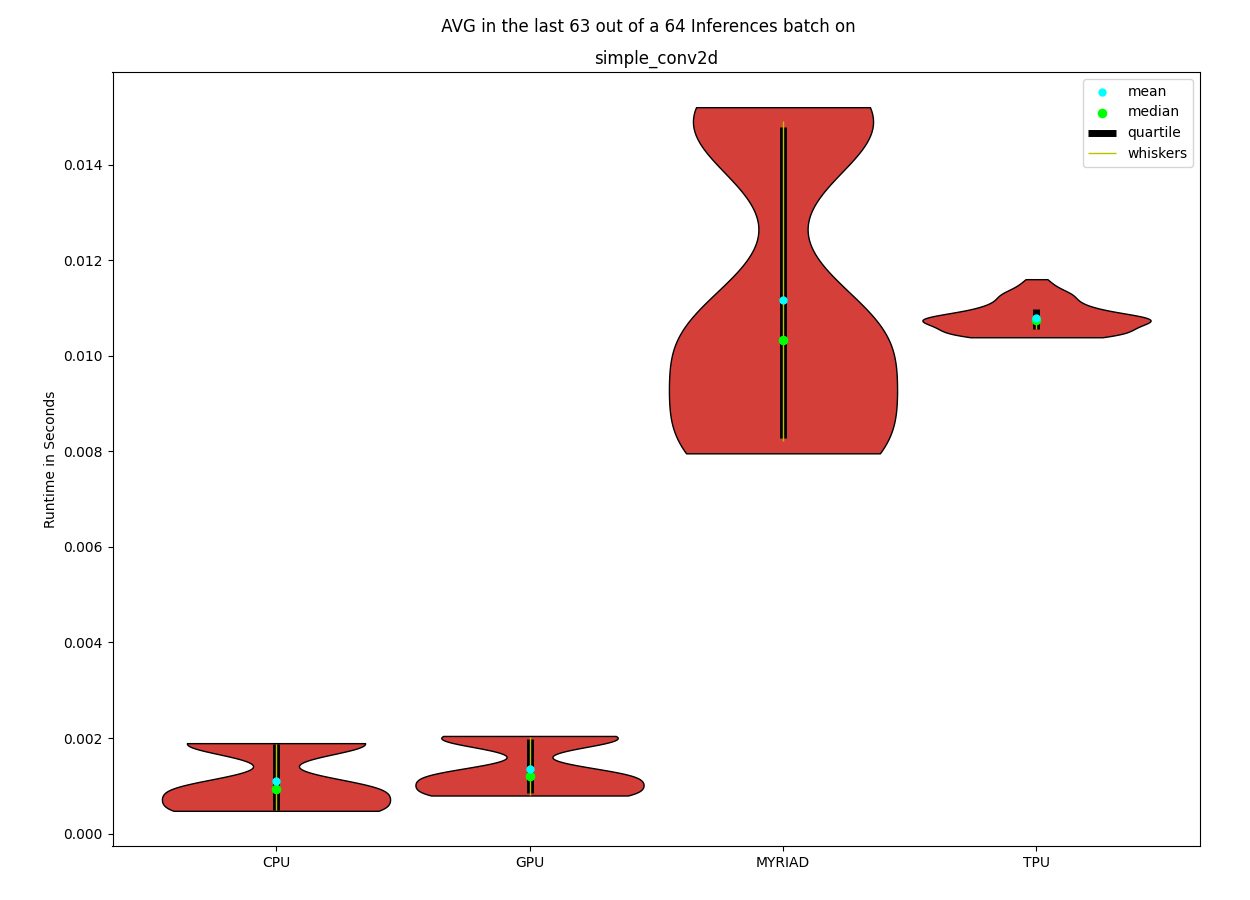 AVG in the last 63 out of a 64 Inferences batch on
simple_conv2d
mean
median
quartile
whiskers
Runtime in Seconds
0.014
0.012
0.010
0.008
0.006
0.004
0.002
0.000
CPU GPU MYRIAD TPU